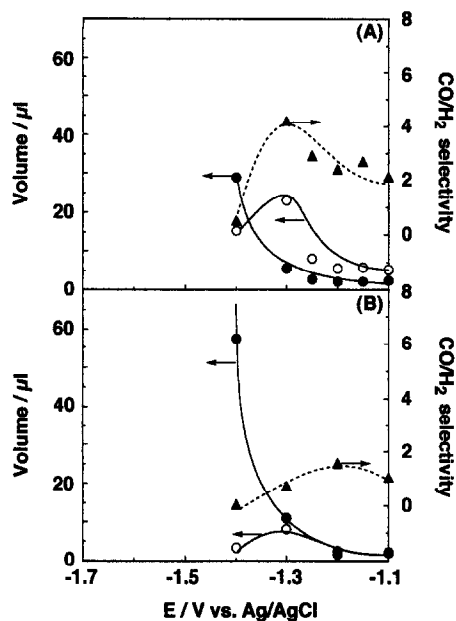 (A)
60
40
20
0
Volume / µl
8
6
4
2
0
CO/H₂ selectivity
(B)
60
40
20
0
Volume / µl
8
6
4
2
0
CO/H₂ selectivity
-1.7 -1.5 -1.3 -1.1
E / V vs. Ag/AgCl